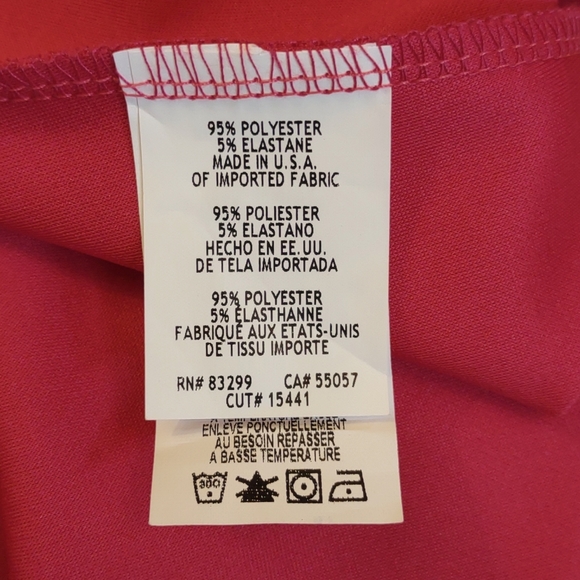 95% POLYESTER
5% ELASTANE
MADE IN U.S.A.
OF IMPORTED FABRIC
95% POLIESTER
5% ELASTANO
HECHO EN EE.UU.
DE TELA IMPORTADA
95% POLYESTER
5% ÉLASTHANNE
FABRIQUÉ AUX ETATS-UNIS
DE TISSU IMPORTE
RN# 83299 CA# 55057
CUT# 15441
ENLEVÉ PONCTUELLEMENT
AU BESOIN REPASSER
A BASSE TEMPERATURE